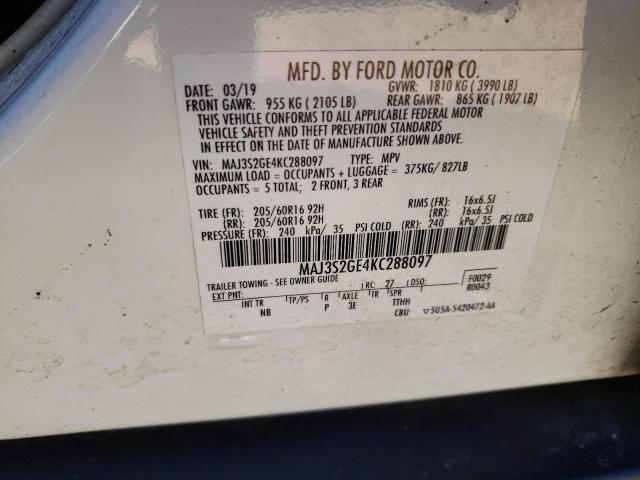 MFD. BY FORD MOTOR CO.
DATE: 03/19 GVWR: 1810 KG ( 3990 LB)
FRONT GAWR: 955 KG ( 2105 LB) REAR GAWR: 865 KG ( 1907 LB)
THIS VEHICLE CONFORMS TO ALL APPLICABLE FEDERAL MOTOR
VEHICLE SAFETY AND THEFT PREVENTION STANDARDS
IN EFFECT ON THE DATE OF MANUFACTURE SHOWN ABOVE.
VIN: MAJ3S2GE4KC288097 TYPE: MPV
MAXIMUM LOAD = OCCUPANTS + LUGGAGE = 375KG/ 827LB
OCCUPANTS = 5 TOTAL; 2 FRONT, 3 REAR
TIRE (FR): 205/60R16 92H RIMS (FR): 16x6.5J
(RR): 205/60R16 92H (RR): 16x6.5J
PRESSURE (FR): 240 kPa/ 35 PSI COLD (RR): 240 kPa/ 35 PSI COLD
MAJ3S2GE4KC288097
TRAILER TOWING - SEE OWNER GUIDE
EXT PNT: RC: 27 DSO: F0029
R0043
INT TR TP/PS R AXLE TR SPR
NB P 3E TTHH
CBU 5U5A-5420472-AA